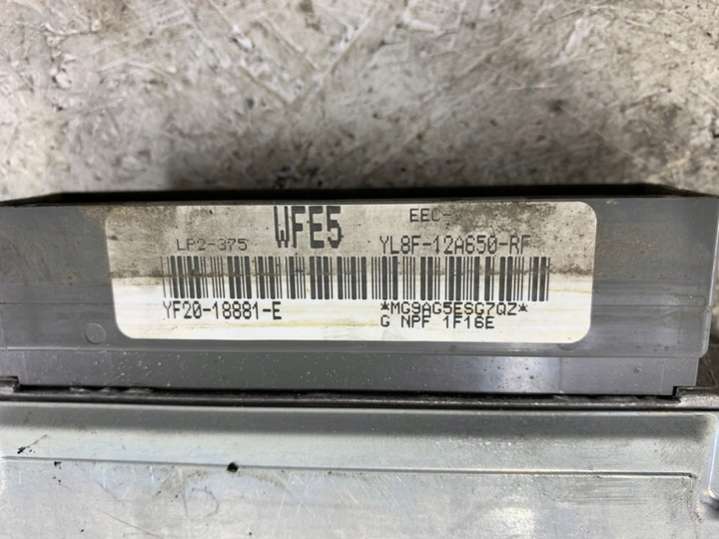 WFE5
EEC-
LP2-375
YL8F-12A650-RF
YF20-18881-E
*MG9AG5ESG7QZ*
G NPF 1F16E